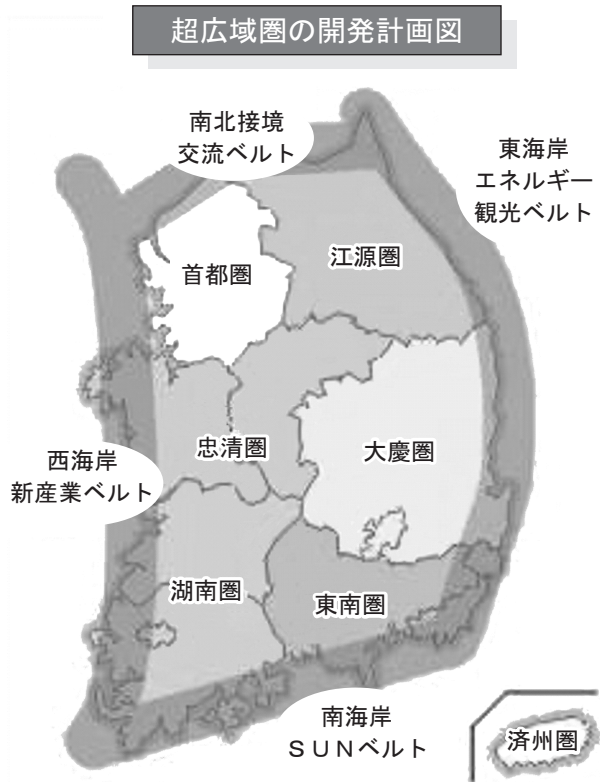 超広域圏の開発計画図
南北接境
交流ベルト
東海岸
エネルギー
観光ベルト
江源圏
首都圏
忠清圏
大慶圏
西海岸
新産業ベルト
湖南圏
東南圏
南海岸
SUNベルト
済州圏